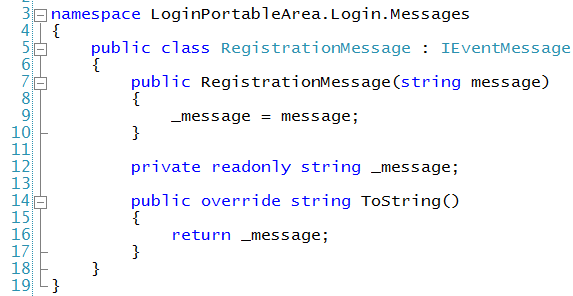 3 namespace LoginPortableArea.Login.Messages
4 {
5     public class RegistrationMessage : IEventMessage
6     {
7         public RegistrationMessage(string message)
8         {
9             _message = message;
10         }
11
12         private readonly string _message;
13
14         public override string ToString()
15         {
16             return _message;
17         }
18     }
19 }